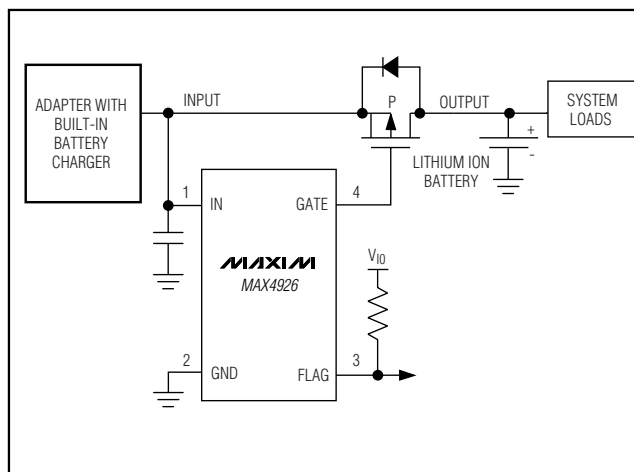 ADAPTER WITH
BUILT-IN
BATTERY
CHARGER
INPUT
P
OUTPUT
SYSTEM
LOADS
+
-
LITHIUM ION
BATTERY
1
IN
GATE
4
MAXIM
MAX4926
VIO
2
GND
FLAG
3